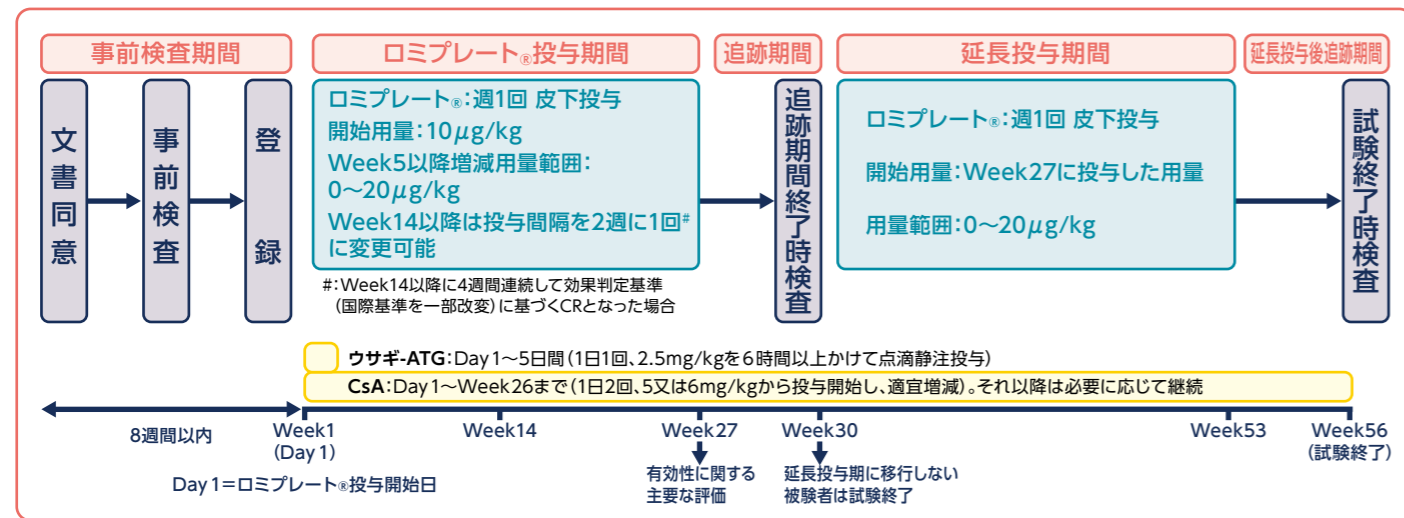 事前検査期間
ロミプレート®投与期間
追跡期間
延長投与期間
延長投与後追跡期間
文書同意
事前検査
登録
ロミプレート®:週1回 皮下投与
開始用量:10μg/kg
Week5以降増減用量範囲:
0〜20μg/kg
Week14以降は投与間隔を2週に1回#
に変更可能
#:Week14以降に4週間連続して効果判定基準
(国際基準を一部改変)に基づくCRとなった場合
追跡期間終了時検査
ロミプレート®:週1回 皮下投与
開始用量:Week27に投与した用量
用量範囲:0〜20μg/kg
試験終了時検査
ウサギ-ATG:Day1〜5日間(1日1回、2.5mg/kgを6時間以上かけて点滴静注投与)
CsA:Day1〜Week26まで(1日2回、5又は6mg/kgから投与開始し、適宜増減)。それ以降は必要に応じて継続
8週間以内
Week1
(Day1)
Week14
Week27
Week30
Week53
Week56
(試験終了)
Day1=ロミプレート®投与開始日
有効性に関する
主要な評価
延長投与期に移行しない
被験者は試験終了